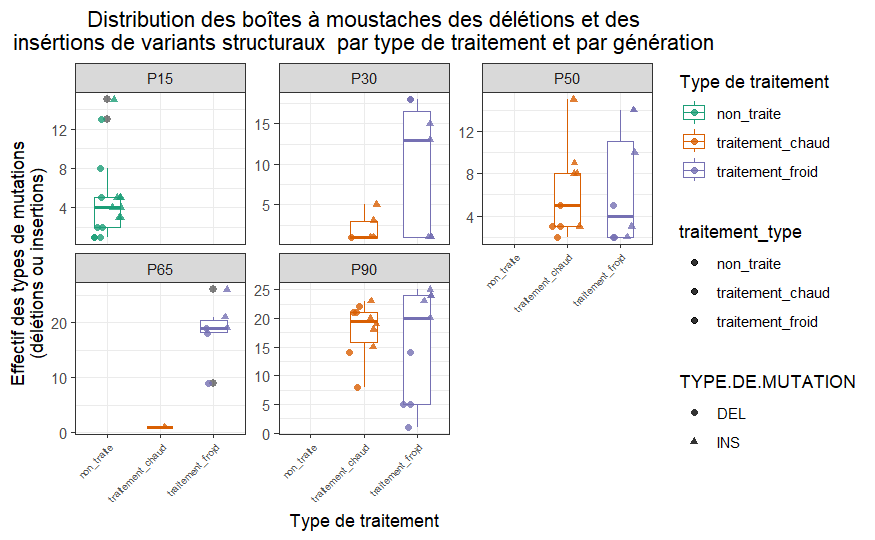 Distribution des boîtes à moustaches des délétions et des
insértions de variants structuraux  par type de traitement et par génération
P15
P30
P50
12
8
4
15
10
5
12
8
4
P65
P90
20
10
0
25
20
15
10
5
0
non_traite
traitement_chaud
traitement_froid
non_traite
traitement_chaud
traitement_froid
non_traite
traitement_chaud
traitement_froid
Effectif des types de mutations
(délétions ou insertions)
Type de traitement
Type de traitement
non_traite
traitement_chaud
traitement_froid
traitement_type
non_traite
traitement_chaud
traitement_froid
TYPE.DE.MUTATION
DEL
INS